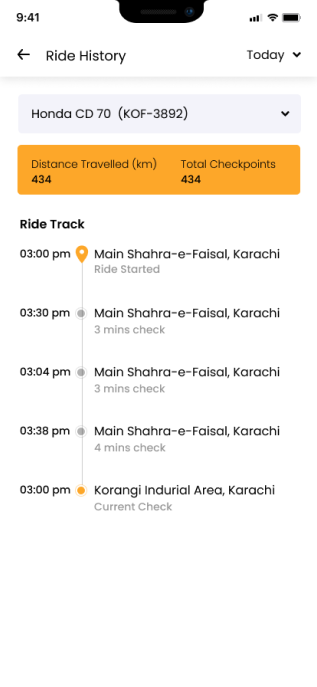 9:41
Ride History
Today
Honda CD 70 (KOF-3892)
Distance Travelled (km) Total Checkpoints
434 434
Ride Track
03:00 pm Main Shahra-e-Faisal, Karachi
Ride Started
03:30 pm Main Shahra-e-Faisal, Karachi
3 mins check
03:04 pm Main Shahra-e-Faisal, Karachi
3 mins check
03:38 pm Main Shahra-e-Faisal, Karachi
4 mins check
03:00 pm Korangi Indurial Area, Karachi
Current Check